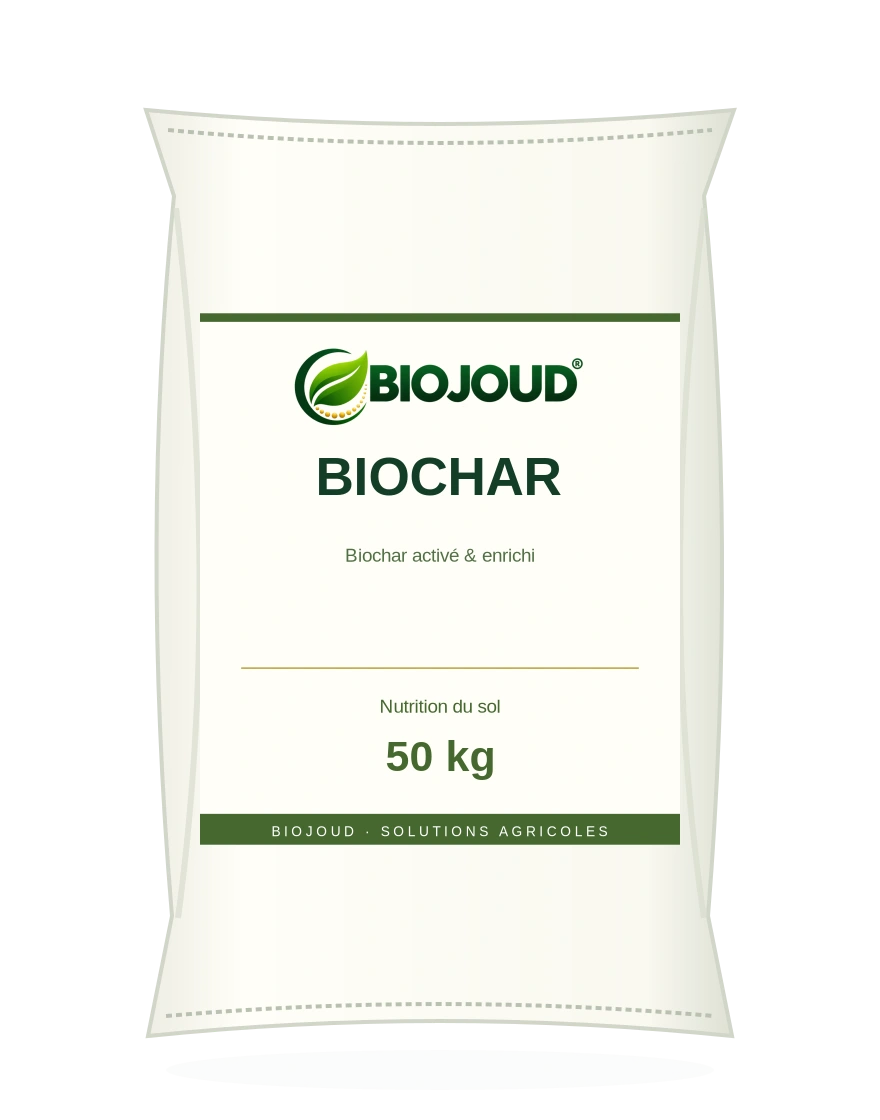 BIOJOUD®
BIOCHAR
Biochar activé & enrichi
Nutrition du sol
50 kg
BIOJOUD · SOLUTIONS AGRICOLES